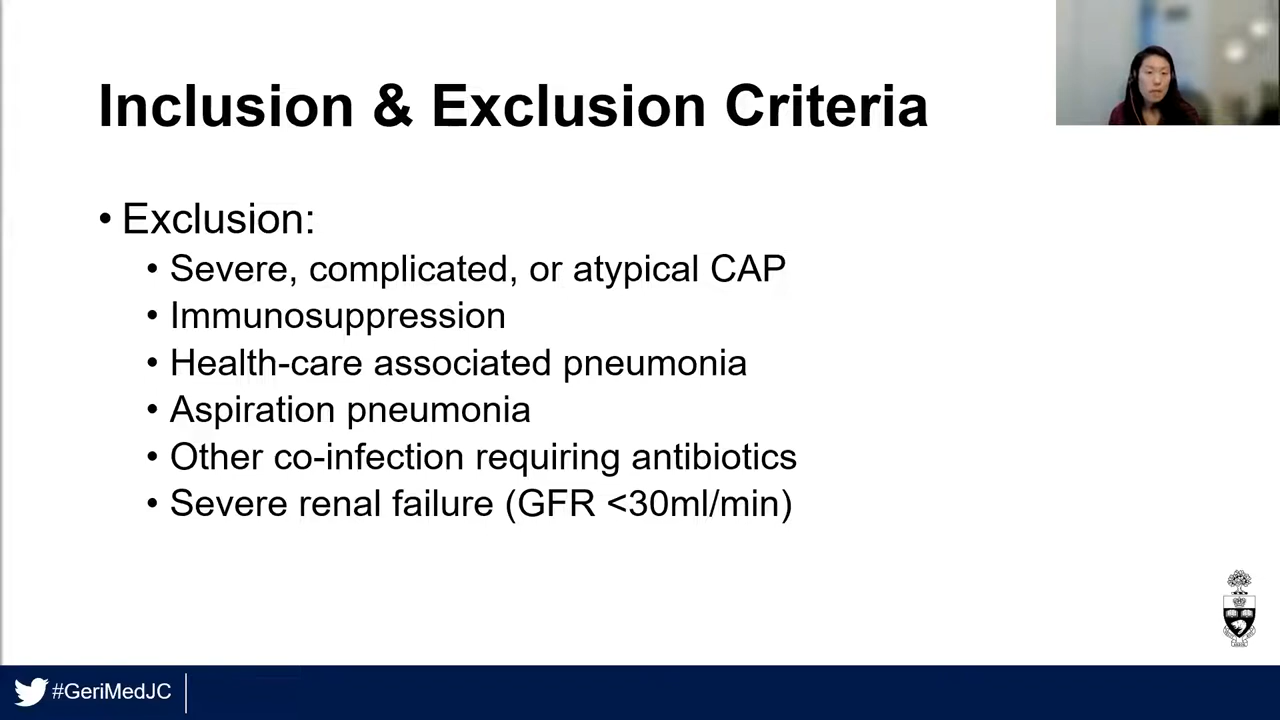 Inclusion & Exclusion Criteria
• Exclusion:
• Severe, complicated, or atypical CAP
• Immunosuppression
• Health-care associated pneumonia
• Aspiration pneumonia
• Other co-infection requiring antibiotics
• Severe renal failure (GFR <30ml/min)
#GeriMedJC